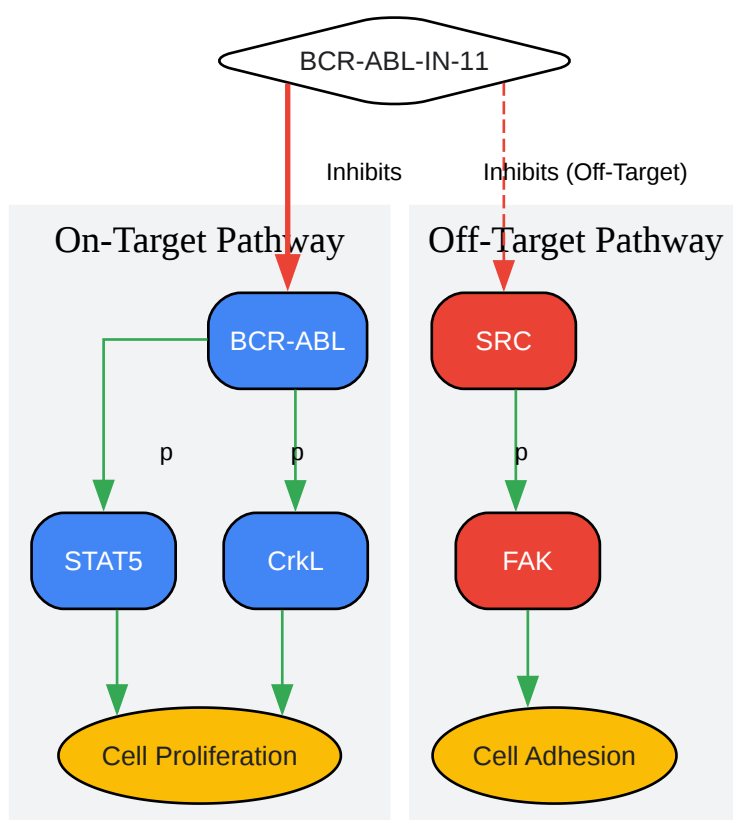 BCR-ABL-IN-11
Inhibits
Inhibits (Off-Target)
On-Target Pathway
Off-Target Pathway
BCR-ABL
SRC
p
p
p
STAT5
CrkL
FAK
Cell Proliferation
Cell Adhesion